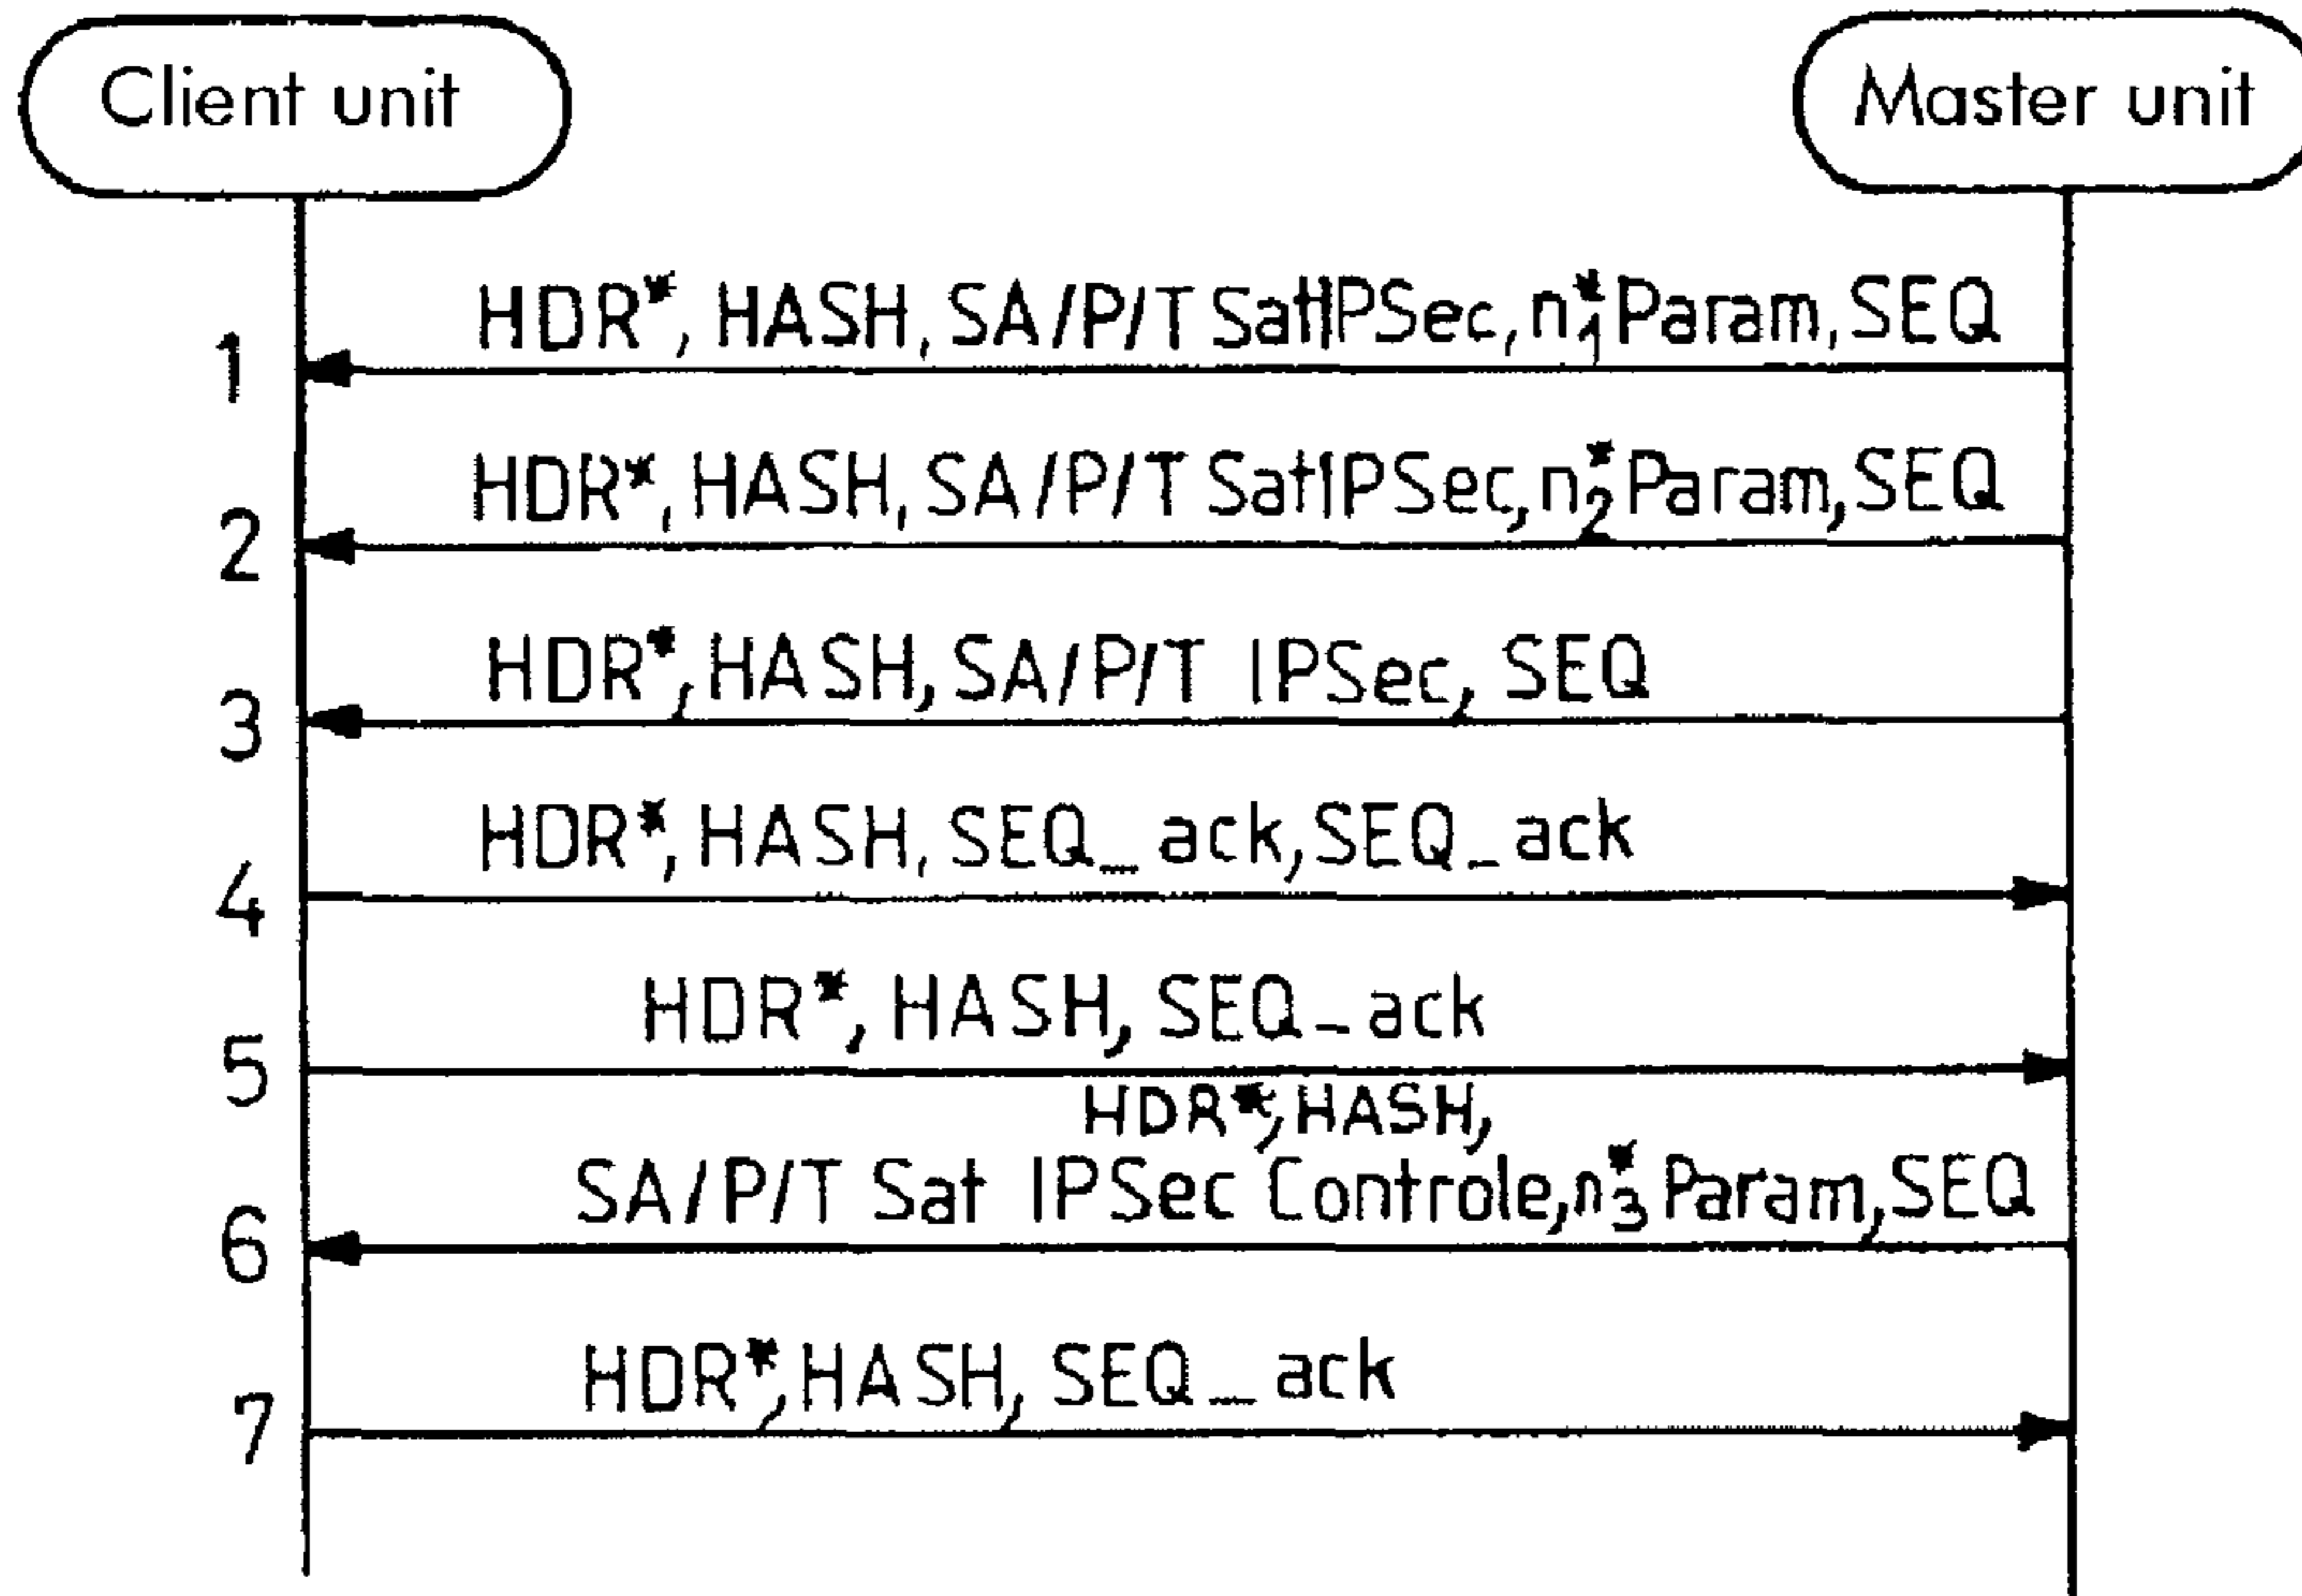 Client unit
Master unit
1
HDR*, HASH, SA/P/T SatIPSec, n₁* Param, SEQ
2
HDR*, HASH, SA/P/T SatIPSec, n₂* Param, SEQ
3
HDR*, HASH, SA/P/T IPSec, SEQ
4
HDR*, HASH, SEQ_ack, SEQ_ack
5
HDR*, HASH, SEQ_ack
HDR*, HASH,
6
SA/P/T Sat IPSec Controle, n₃* Param, SEQ
7
HDR*, HASH, SEQ_ack